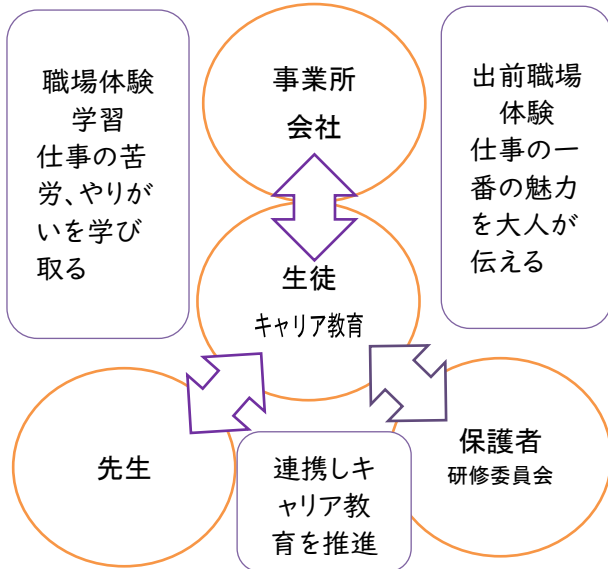 職場体験
学習
仕事の苦
労、やりが
いを学び
取る
事業所
会社
出前職場
体験
仕事の一
番の魅力
を大人が
伝える
生徒
キャリア教育
先生
連携しキ
ャリア教
育を推進
保護者
研修委員会